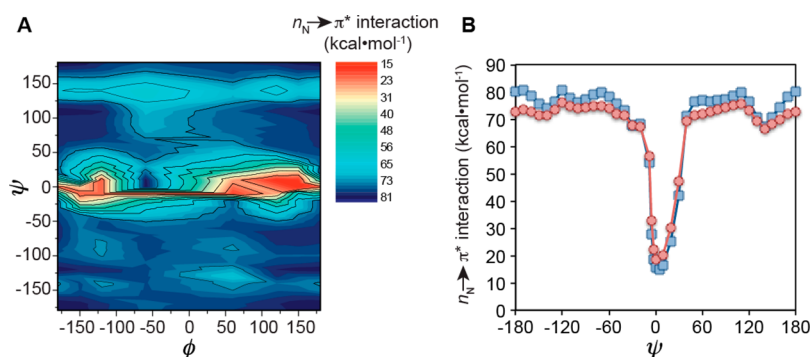 A
n_N→π* interaction
(kcal•mol⁻¹)
ψ
150
100
50
0
-50
-100
-150
-150 -100 -50 0 50 100 150
ϕ
15
23
31
40
48
56
65
73
81
B
n_N→π* interaction (kcal•mol⁻¹)
90
80
70
60
50
40
30
20
10
0
-180 -120 -60 0 60 120 180
ψ